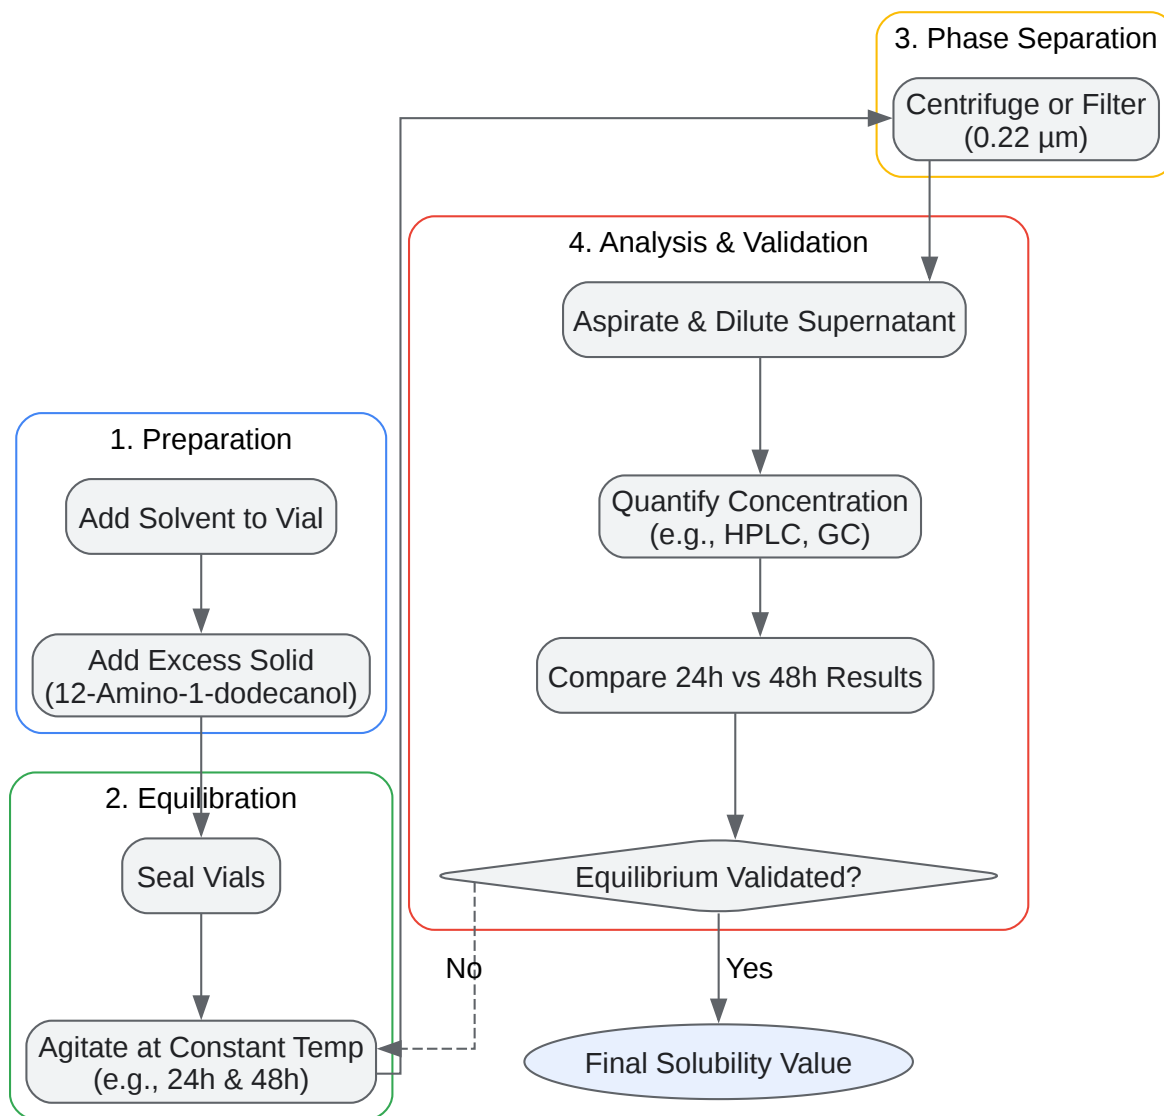 1. Preparation
Add Solvent to Vial
Add Excess Solid
(12-Amino-1-dodecanol)
2. Equilibration
Seal Vials
Agitate at Constant Temp
(e.g., 24h & 48h)
3. Phase Separation
Centrifuge or Filter
(0.22 µm)
4. Analysis & Validation
Aspirate & Dilute Supernatant
Quantify Concentration
(e.g., HPLC, GC)
Compare 24h vs 48h Results
Equilibrium Validated?
No
Yes
Final Solubility Value